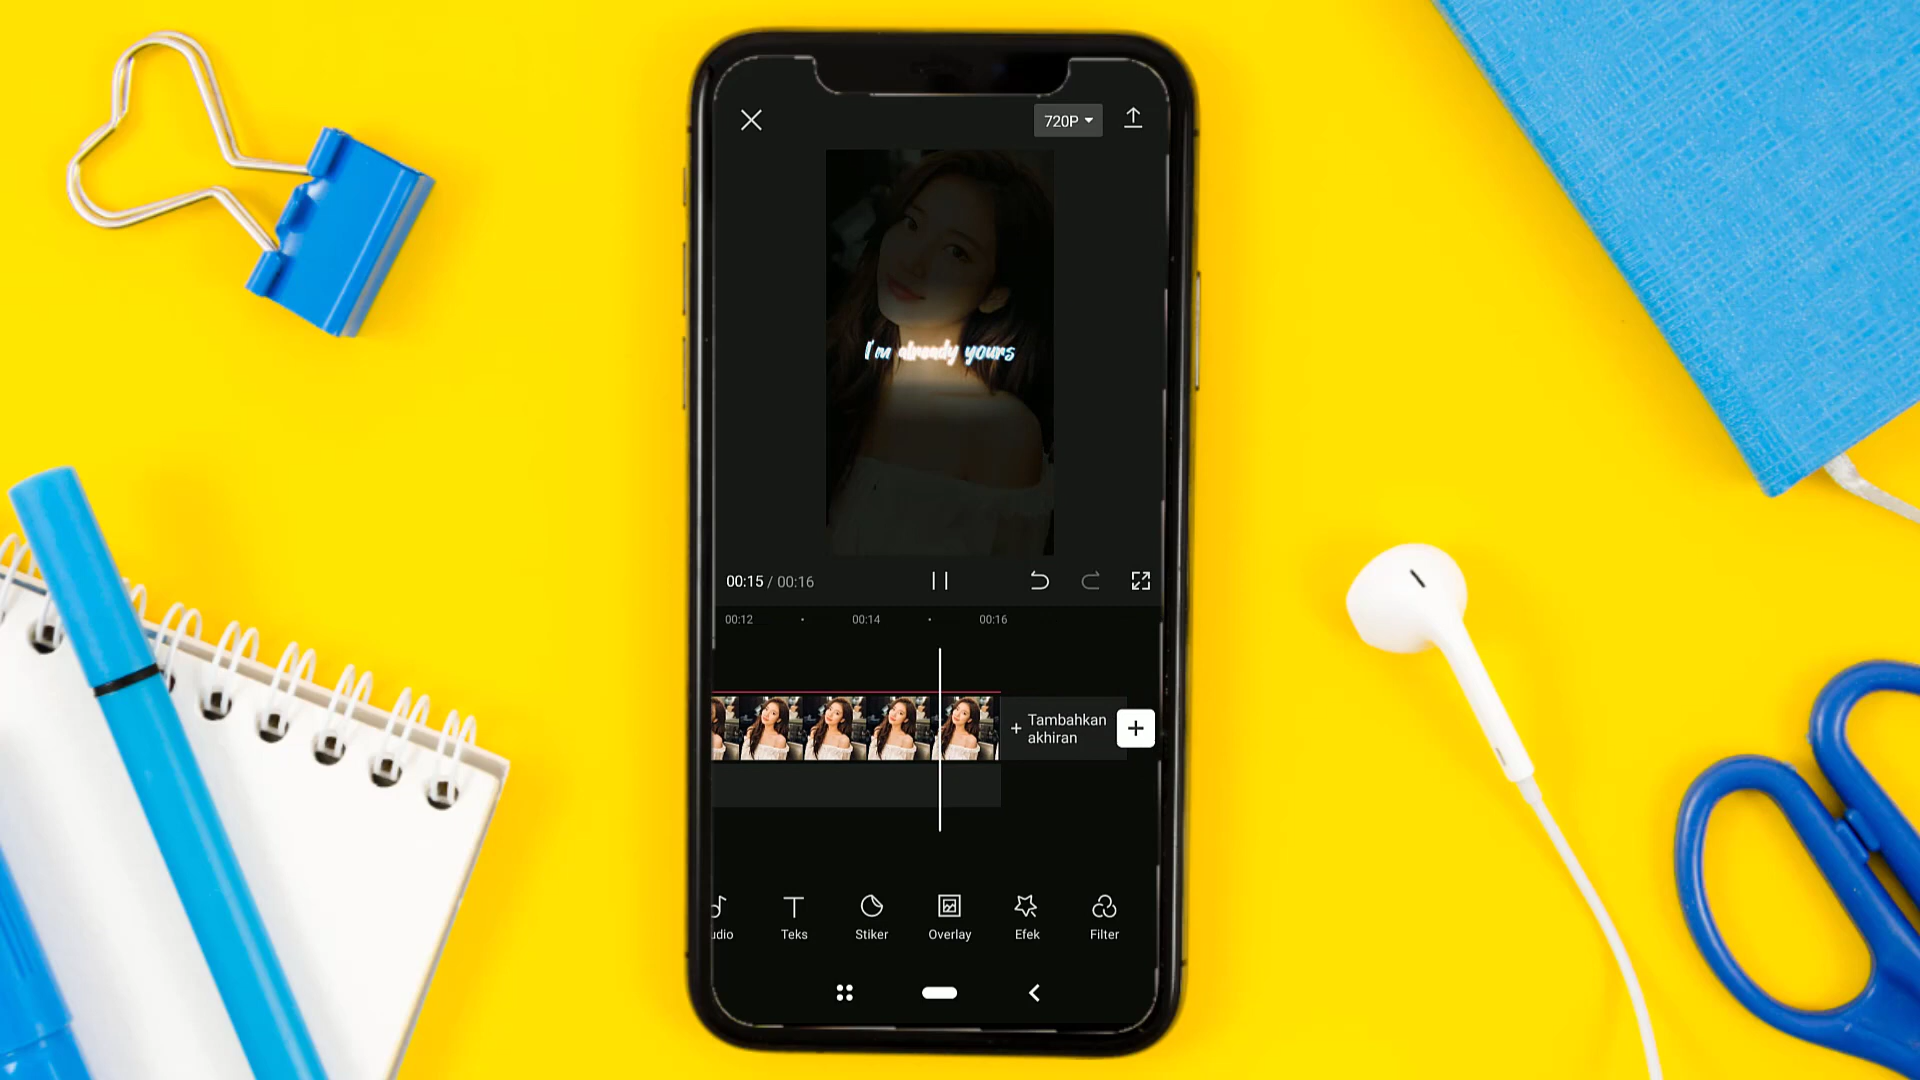 720P
I'm already yours
00:15 / 00:16
00:12
00:14
00:16
+ Tambahkan
akhiran
udio
Teks
Stiker
Overlay
Efek
Filter